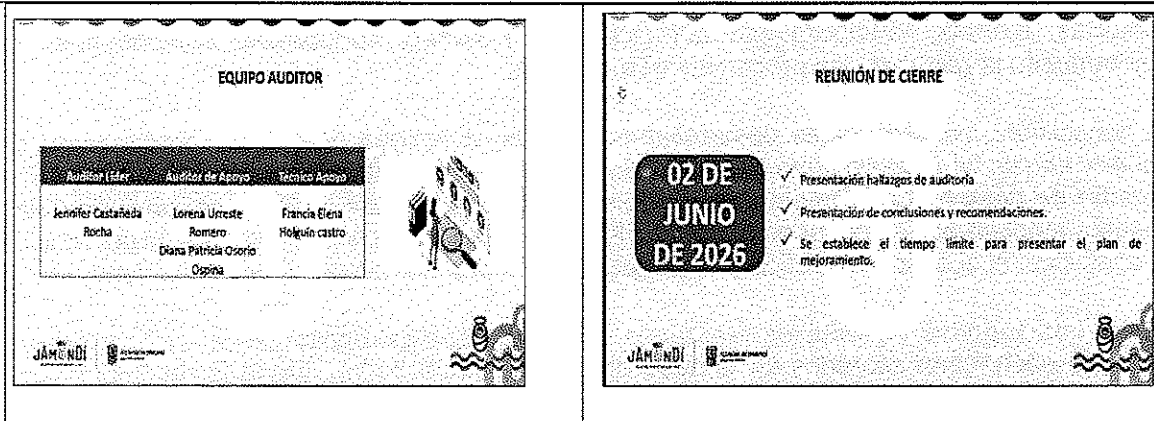 EQUIPO AUDITOR
Auditor Líder Auditor de Apoyo Técnico Apoyo
Jennifer Castañeda Lorena Urreste Francia Elena
Rocha Romero Holguín castro
Diana Patricia Osorio
Ospina
JAMUNDÍ
REUNIÓN DE CIERRE
02 DE
JUNIO
DE 2026
✓ Presentación hallazgos de auditoria
✓ Presentación de conclusiones y recomendaciones.
✓ Se establece el tiempo límite para presentar el plan de
mejoramiento.
JAMUNDÍ